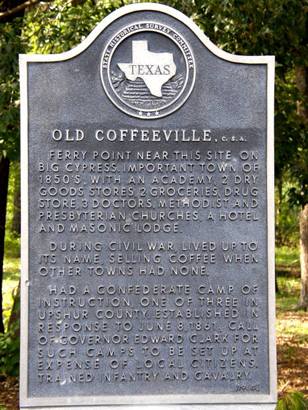 STATE HISTORICAL SURVEY COMMITTEE
TEXAS
OLD COFFEEVILLE, C.S.A.
FERRY POINT NEAR THIS SITE, ON
BIG CYPRESS. IMPORTANT TOWN OF
1850'S, WITH AN ACADEMY, 2 DRY
GOODS STORES, 2 GROCERIES, DRUG
STORE, 3 DOCTORS, METHODIST AND
PRESBYTERIAN CHURCHES, A HOTEL
AND MASONIC LODGE.
DURING CIVIL WAR, LIVED UP TO
ITS NAME, SELLING COFFEE WHEN
OTHER TOWNS HAD NONE.
HAD A CONFEDERATE CAMP OF
INSTRUCTION, ONE OF THREE IN
UPSHUR COUNTY, ESTABLISHED IN
RESPONSE TO JUNE 8, 1861, CALL
OF GOVERNOR EDWARD CLARK FOR
SUCH CAMPS TO BE SET UP AT
EXPENSE OF LOCAL CITIZENS.
TRAINED INFANTRY AND CAVALRY.